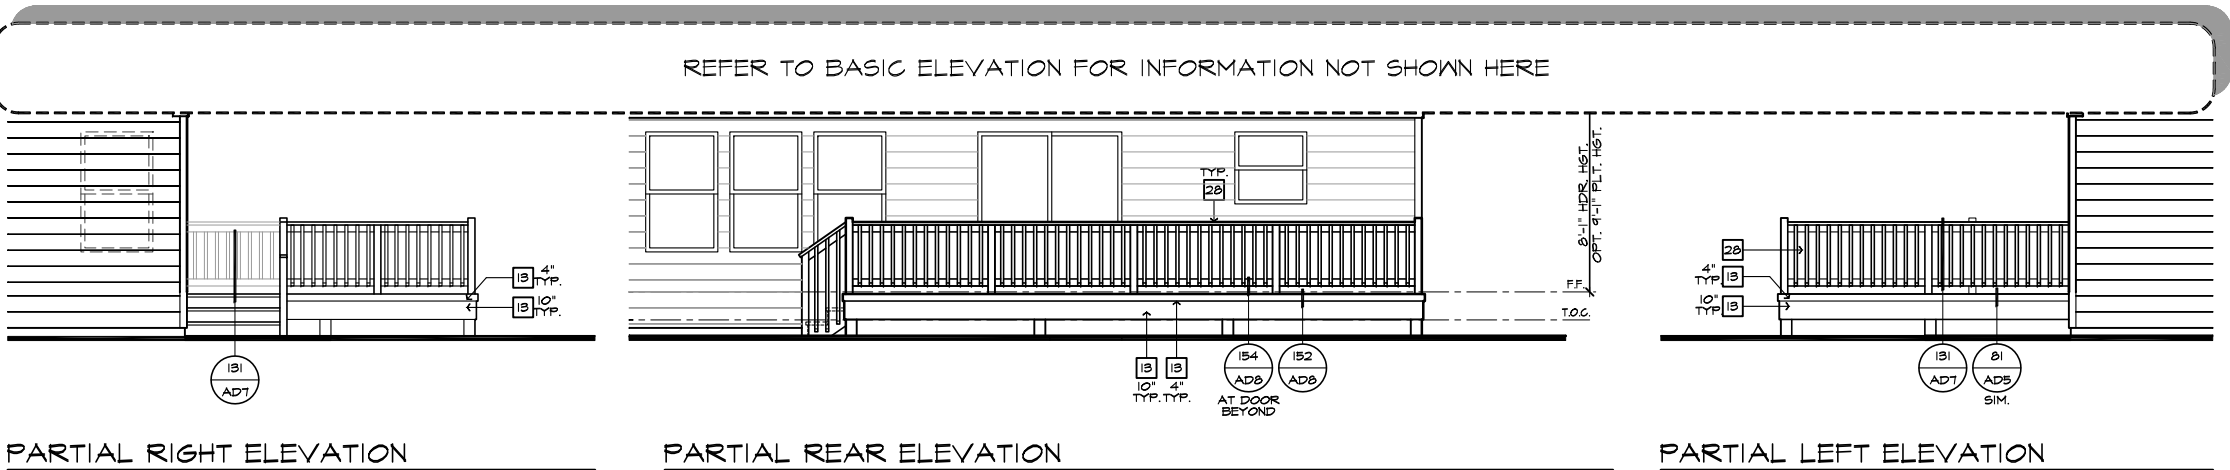 REFER TO BASIC ELEVATION FOR INFORMATION NOT SHOWN HERE
13 4"
TYP.
13 10"
TYP.
131
AD7
PARTIAL RIGHT ELEVATION
TYP.
28
8'-1" HDR. HGT.
OPT. 9'-1" PLT. HGT.
F.F.
T.O.C.
13
10"
TYP.
13
4"
TYP.
154
AD8
AT DOOR
BEYOND
152
AD8
PARTIAL REAR ELEVATION
28
4"
TYP. 13
10"
TYP. 13
131
AD7
81
AD5
SIM.
PARTIAL LEFT ELEVATION